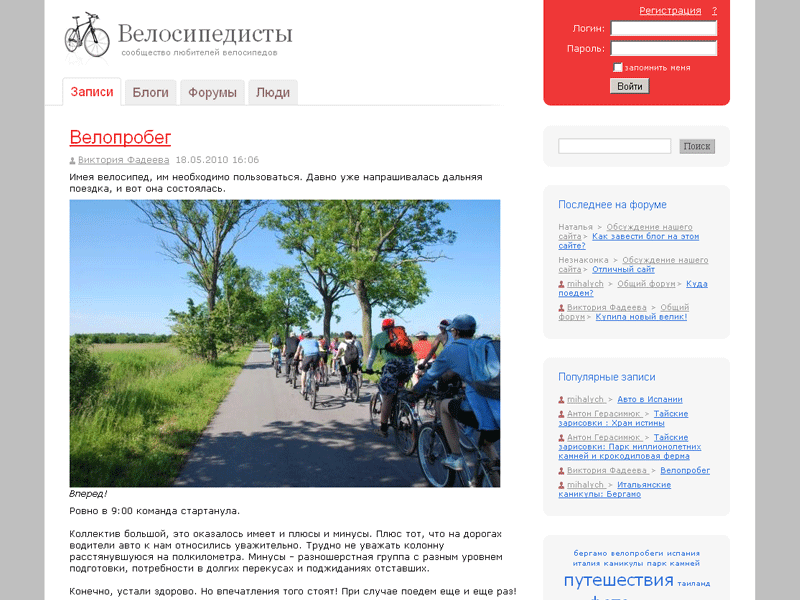 Велосипедисты
сообщество любителей велосипедов
Регистрация ?
Логин:
Пароль:
запомнить меня
Войти
Записи Блоги Форумы Люди
Велопробег
Виктория Фадеева 18.05.2010 16:06
Имея велосипед, им необходимо пользоваться. Давно уже напрашивалась дальняя
поездка, и вот она состоялась.
Вперед!
Ровно в 9:00 команда стартанула.
Коллектив большой, это оказалось имеет и плюсы и минусы. Плюс тот, что на дорогах
водители авто к нам относились уважительно. Трудно не уважать колонну
расстянувшуюся на полкилометра. Минусы – разношерстная группа с разным уровнем
подготовки, потребности в долгих перекусах и поджиданиях отставших.
Конечно, устали здорово. Но впечатления того стоят! При случае поедем еще и еще раз!
Поиск
Последнее на форуме
Наталья > Обсуждение нашего
сайта> Как завести блог на этом
сайте?
Незнакомка > Обсуждение нашего
сайта> Отличный сайт
mihalych > Общий форум> Куда
поедем?
Виктория Фадеева > Общий
форум> Купила новый велик!
Популярные записи
mihalych > Авто в Испании
Антон Герасимюк > Тайские
зарисовки : Храм истины
Антон Герасимюк > Тайские
зарисовки: Парк миллионолетних
камней и крокодиловая ферма
Виктория Фадеева > Велопробег
mihalych > Итальянские
каникулы: Бергамо
бергамо велопробеги испания
италия каникулы парк камней
путешествия таиланд